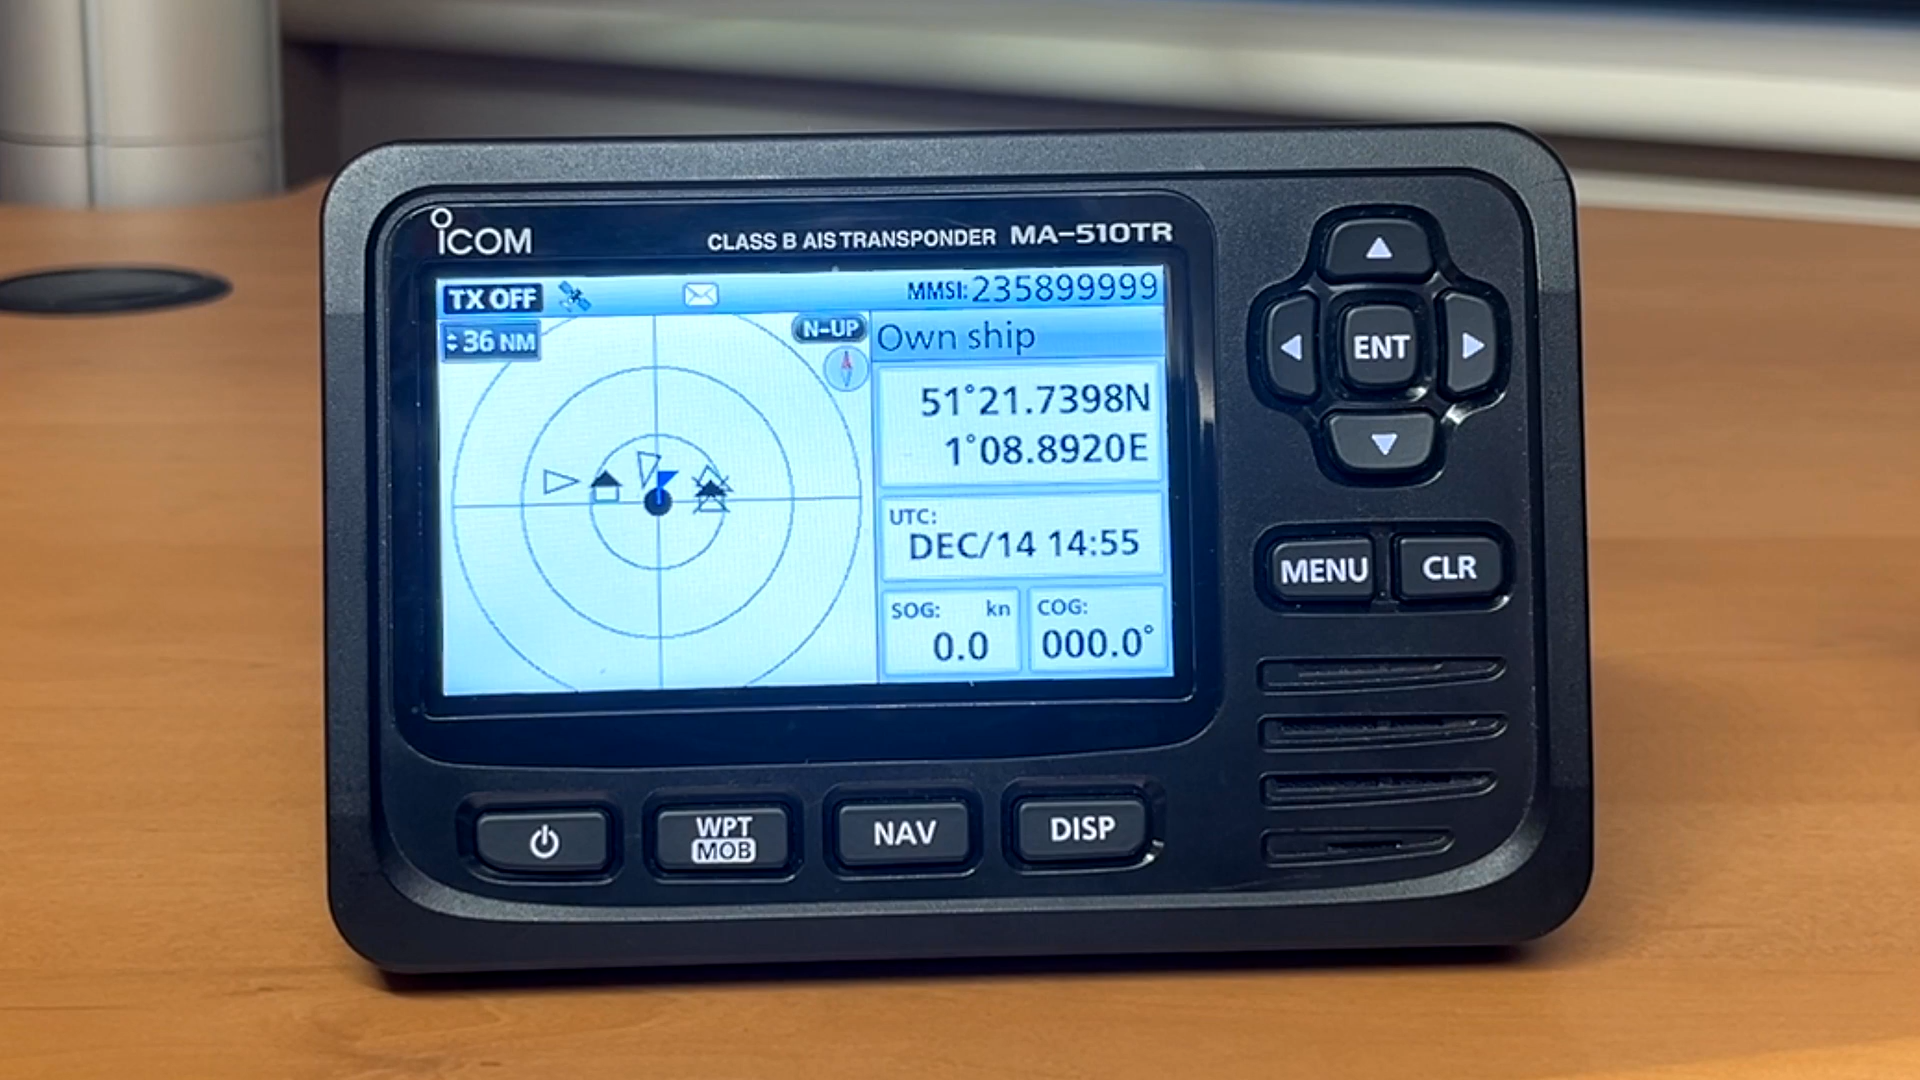 ICOM
CLASS B AIS TRANSPONDER MA-510TR
TX OFF
MMSI:235899999
36 NM
N-UP
Own ship
51°21.7398N
1°08.8920E
UTC:
DEC/14 14:55
SOG: kn
0.0
COG:
000.0°
ENT
MENU
CLR
WPT
MOB
NAV
DISP